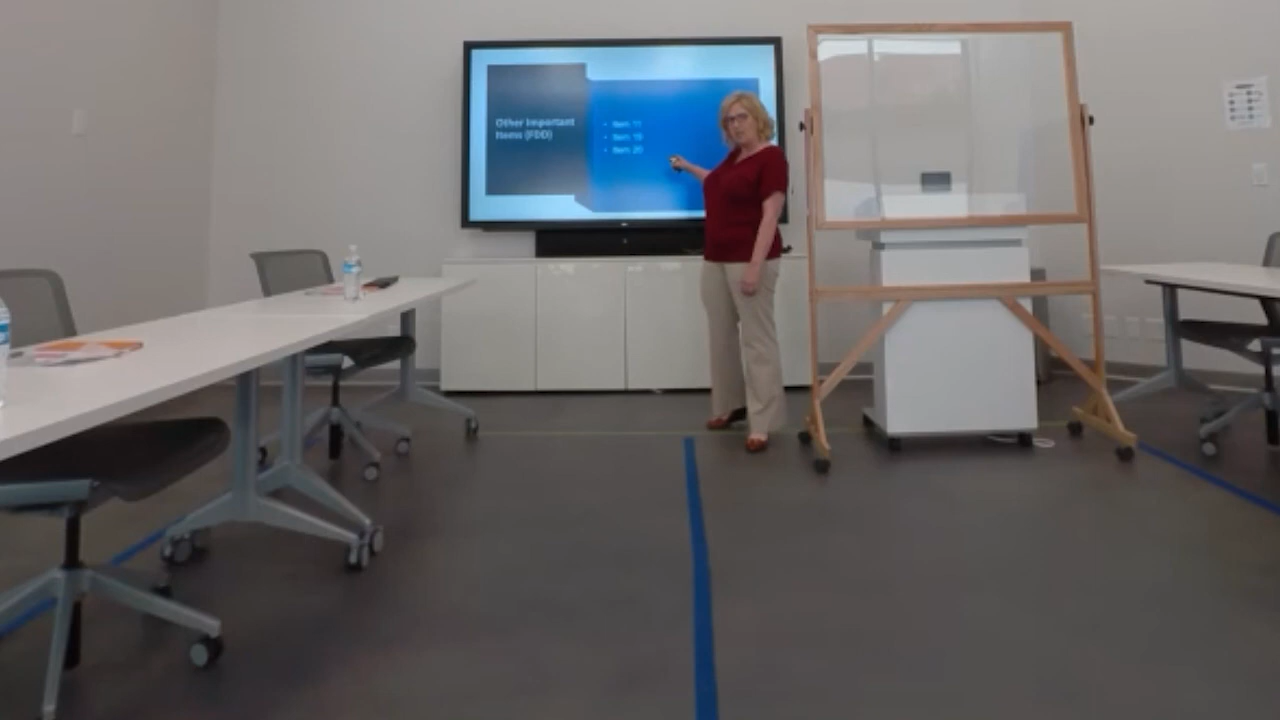 Other Important
Items (FDD)
• Item 11
• Item 19
• Item 20